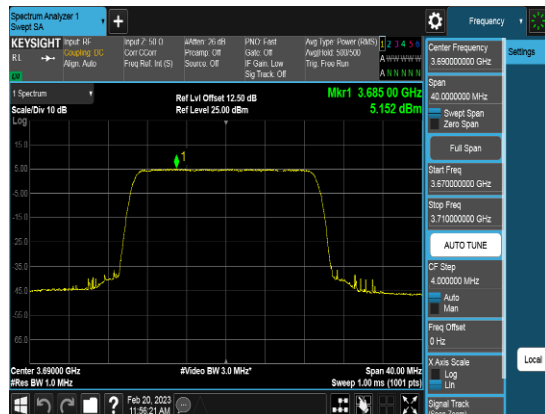 Spectrum Analyzer 1
Swept SA
+
Frequency
KEYSIGHT
RL
Input: RF
Coupling: DC
Align: Auto
Input Z: 50 Ω
Corr CCorr
Freq Ref: Int (S)
#Atten: 26 dB
Preamp: Off
Source: Off
PNO: Fast
Gate: Off
IF Gain: Low
Sig Track: Off
Avg Type: Power (RMS)
Avg|Hold: 500/500
Trig: Free Run
1 2 3 4 5 6
A W W W W W
A N N N N N
1 Spectrum
Scale/Div 10 dB
Log
Ref Lvl Offset 12.50 dB
Ref Level 25.00 dBm
Mkr1 3.685 00 GHz
5.152 dBm
1
15.0
5.00
-5.00
-15.0
-25.0
-35.0
-45.0
-55.0
-65.0
Center 3.69000 GHz
#Res BW 1.0 MHz
#Video BW 3.0 MHz*
Span 40.00 MHz
Sweep 1.00 ms (1001 pts)
?
Feb 20, 2023
11:56:21 AM
Center Frequency
3.690000000 GHz
Span
40.0000000 MHz
Swept Span
Zero Span
Full Span
Start Freq
3.670000000 GHz
Stop Freq
3.710000000 GHz
AUTO TUNE
CF Step
4.000000 MHz
Auto
Man
Freq Offset
0 Hz
X Axis Scale
Log
Lin
Signal Track
(Span Zoom)
Settings
Local